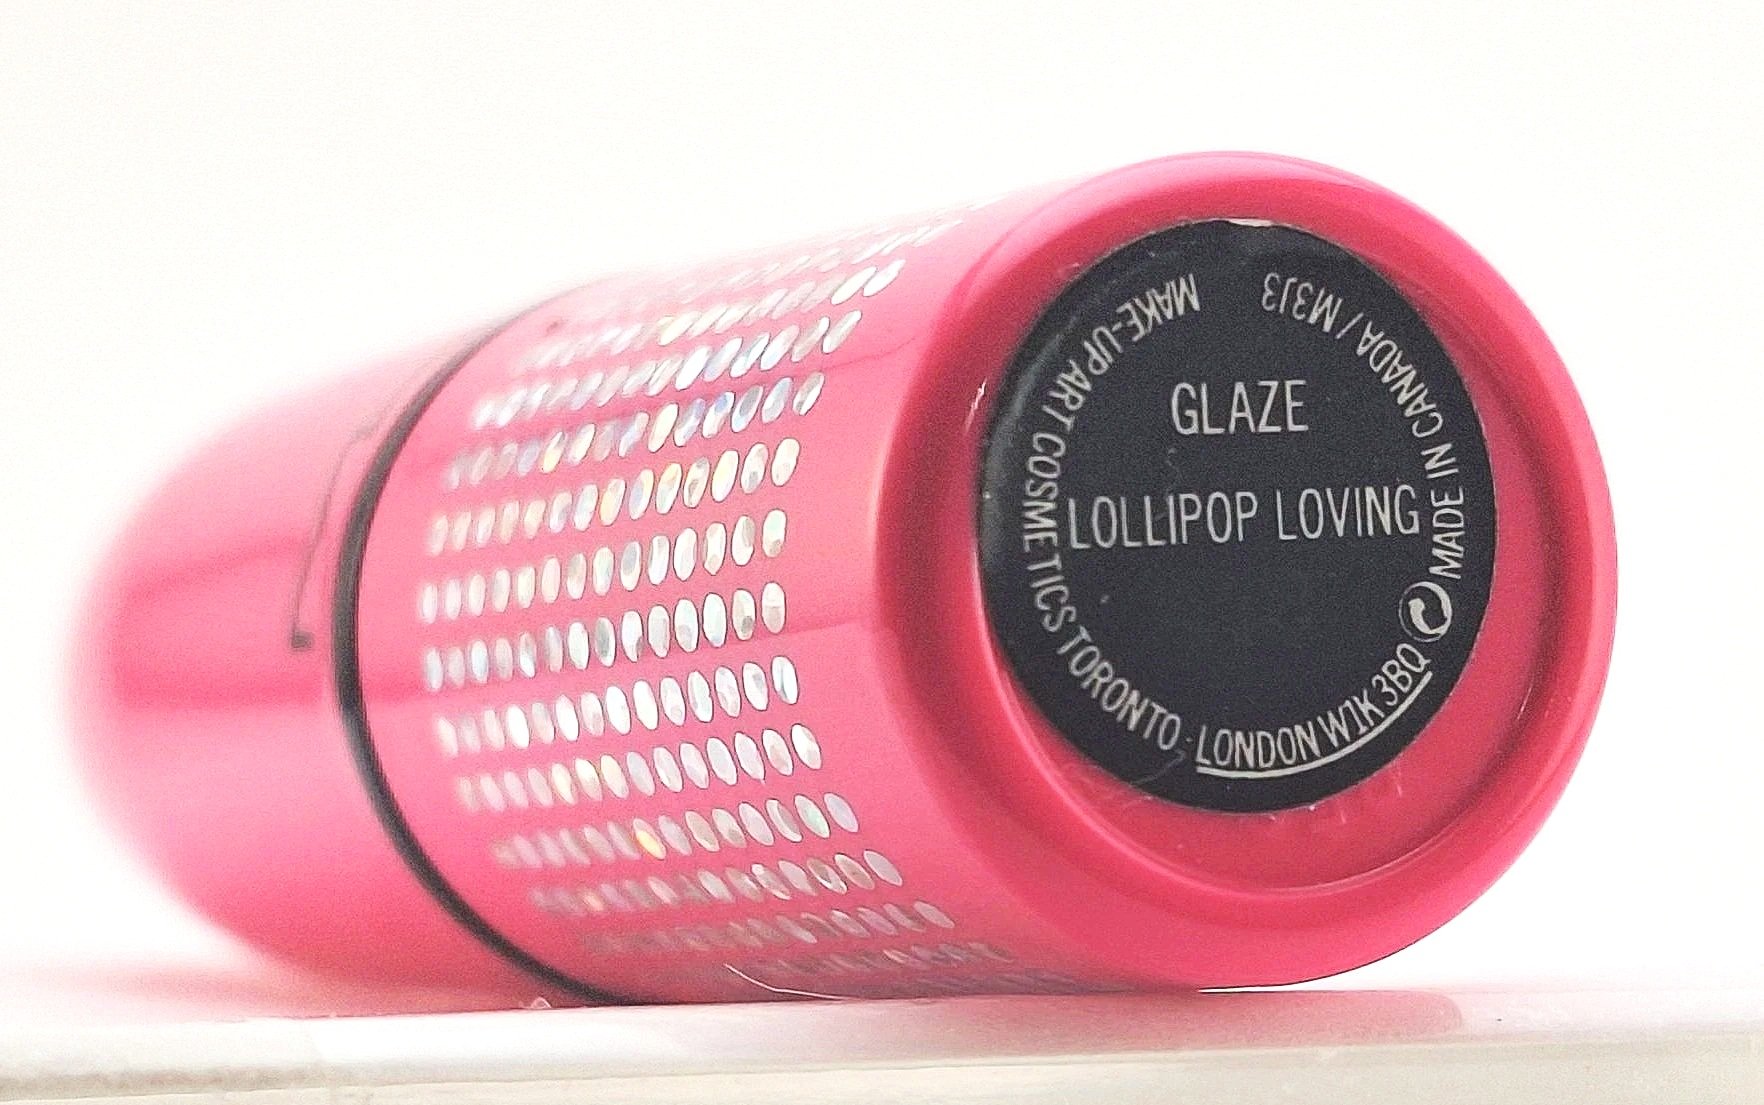 GLAZE
LOLLIPOP LOVING
MAKE-UP ART COSMETICS TORONTO · LONDON W1K 3BQ MADE IN CANADA / M3J3